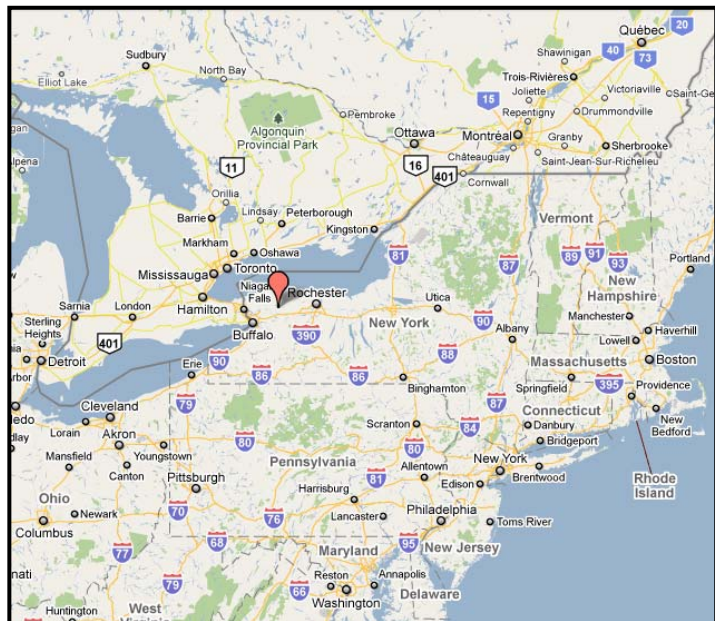 20
Québec
40
73
Sudbury
Shawinigan
Elliot Lake
North Bay
Trois-Rivières
Joliette
Victoriaville
15
Repentigny
Drummondville
Pembroke
Algonquin
Provincial Park
Ottawa
Montréal
Granby
Sherbrooke
Châteauguay
Saint-Jean-Sur-Richelieu
11
16
401
Cornwall
Orillia
Barrie
Lindsay
Peterborough
Kingston
Vermont
Markham
Oshawa
81
87
89
91
93
Portland
Mississauga
Toronto
New
Hampshire
Niagara
Falls
Rochester
Sarnia
London
Hamilton
Utica
Manchester
Haverhill
Sterling
Heights
401
Buffalo
390
New York
90
Albany
Lowell
Detroit
90
88
Massachusetts
Boston
Erie
86
86
Binghamton
Springfield
395
Providence
Cleveland
79
87
Connecticut
New
Bedford
Lorain
Akron
80
Scranton
84
Danbury
Bridgeport
Mansfield
Youngstown
Canton
Pennsylvania
80
Allentown
New York
Brentwood
Rhode
Island
Pittsburgh
81
Edison
Ohio
Newark
Harrisburg
Columbus
70
76
Lancaster
Philadelphia
Toms River
77
68
95
New Jersey
Maryland
79
Reston
Annapolis
66
Washington
Delaware
Huntington
West